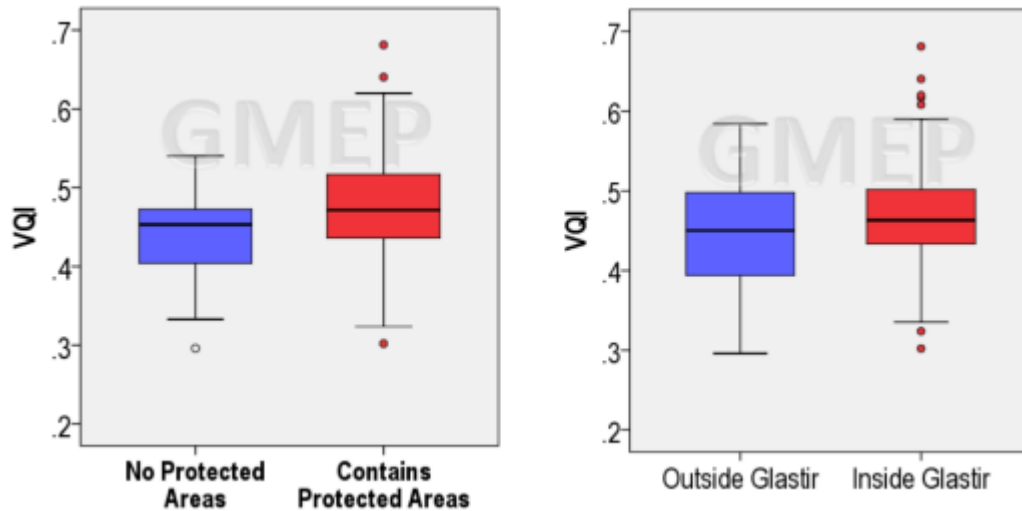 .7
.6
.5
.4
.3
.2
VQI
GMEP
No Protected
Areas
Contains
Protected Areas
.7
.6
.5
.4
.3
.2
VQI
GMEP
Outside Glastir
Inside Glastir